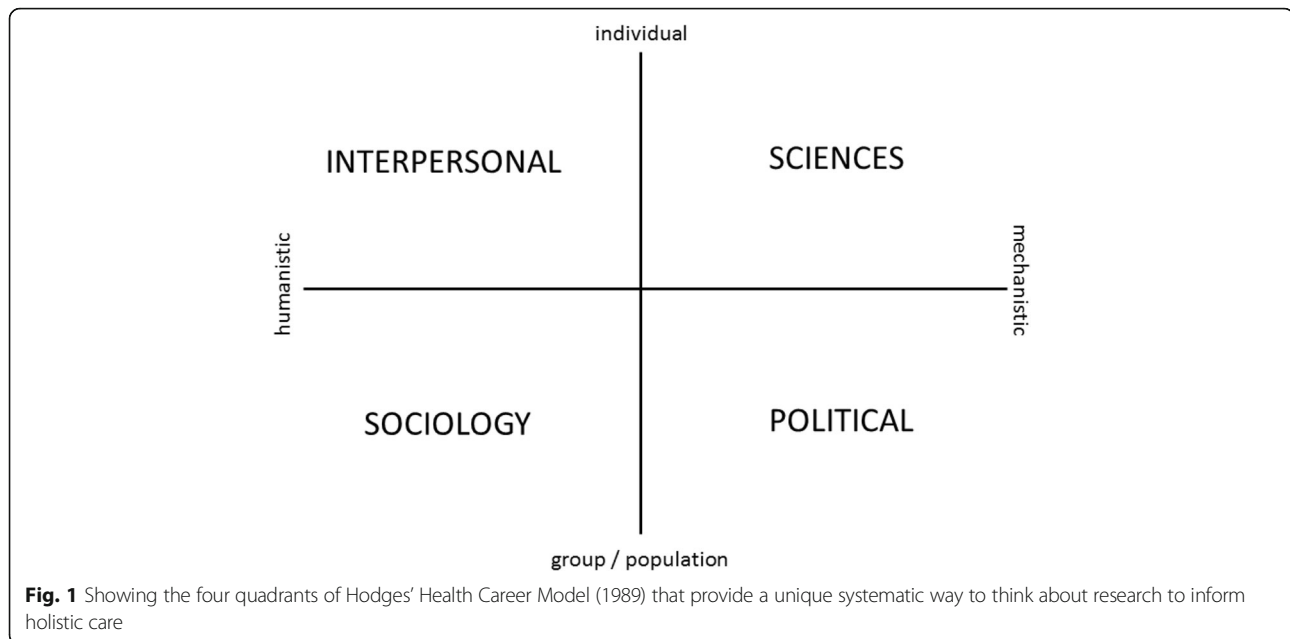 individual
INTERPERSONAL
SCIENCES
humanistic
mechanistic
SOCIOLOGY
POLITICAL
group / population
Fig. 1 Showing the four quadrants of Hodges’ Health Career Model (1989) that provide a unique systematic way to think about research to inform
holistic care